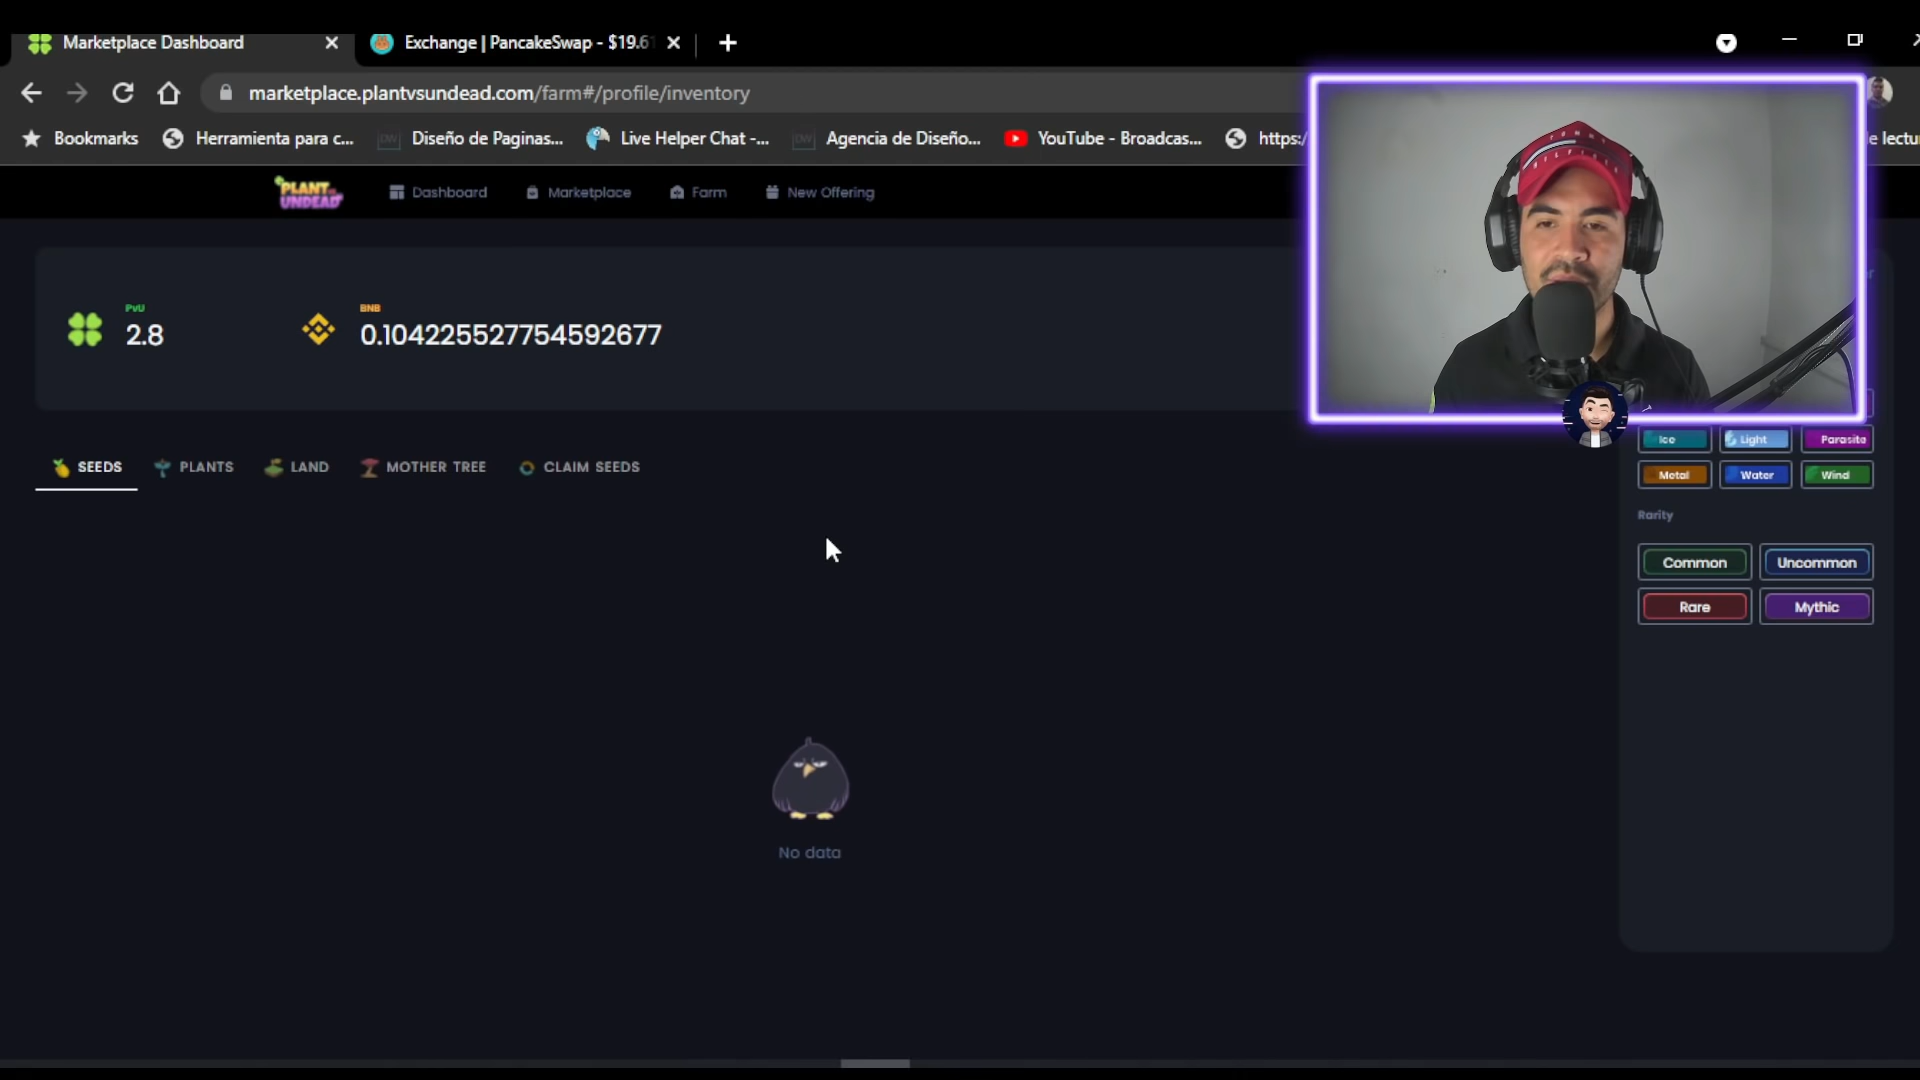 Marketplace Dashboard
Exchange | PancakeSwap - $19.61
marketplace.plantvsundead.com/farm#/profile/inventory
Bookmarks
Herramienta para c...
Diseño de Paginas...
Live Helper Chat -...
Agencia de Diseño...
YouTube - Broadcas...
https:/
e lectu
PLANT
UNDEAD
Dashboard
Marketplace
Farm
New Offering
PvU
2.8
BNB
0.104225527754592677
SEEDS
PLANTS
LAND
MOTHER TREE
CLAIM SEEDS
Ice
Light
Parasite
Metal
Water
Wind
Rarity
Common
Uncommon
Rare
Mythic
No data